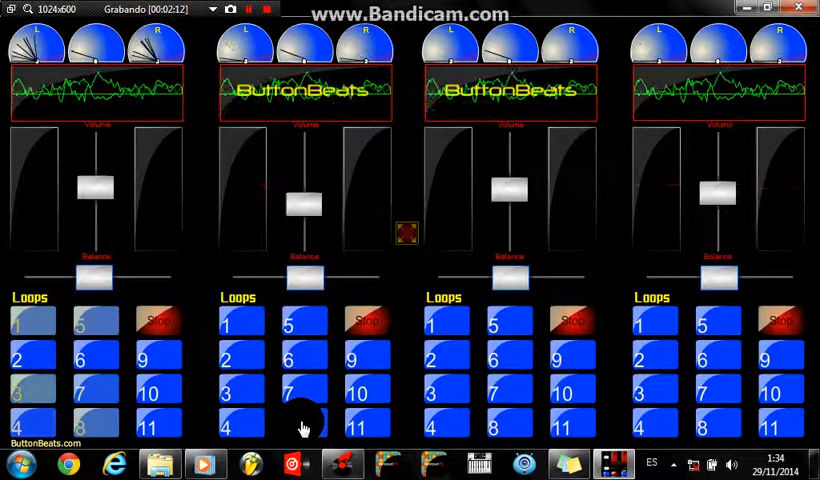 1024x600 Grabando [00:02:12] www.Bandicam.com
L R L R L R L R
ButtonBeats ButtonBeats
Volume Volume Volume Volume
Balance Balance Balance Balance
Loops Loops Loops Loops
1 5 Stop 1 5 Stop 1 5 Stop 1 5 Stop
2 6 9 2 6 9 2 6 9 2 6 9
3 7 10 3 7 10 3 7 10 3 7 10
4 8 11 4 11 4 8 11 4 8 11
ButtonBeats.com
ES 1:34
29/11/2014